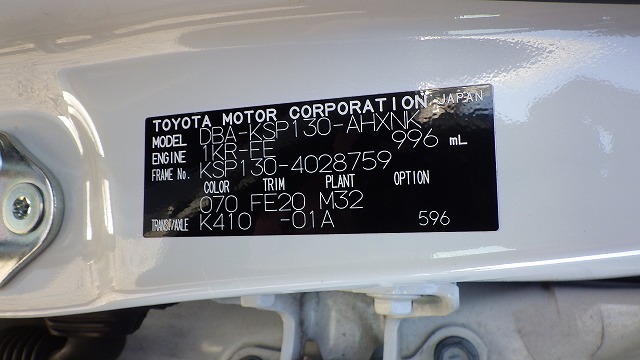 TOYOTA MOTOR CORPORATION JAPAN
MODEL DBA-KSP130-AHXNK
ENGINE 1KR-FE 996 mL
FRAME No. KSP130-4028759
COLOR TRIM PLANT OPTION
070 FE20 M32
TRANS./AXLE K410 -01A 596